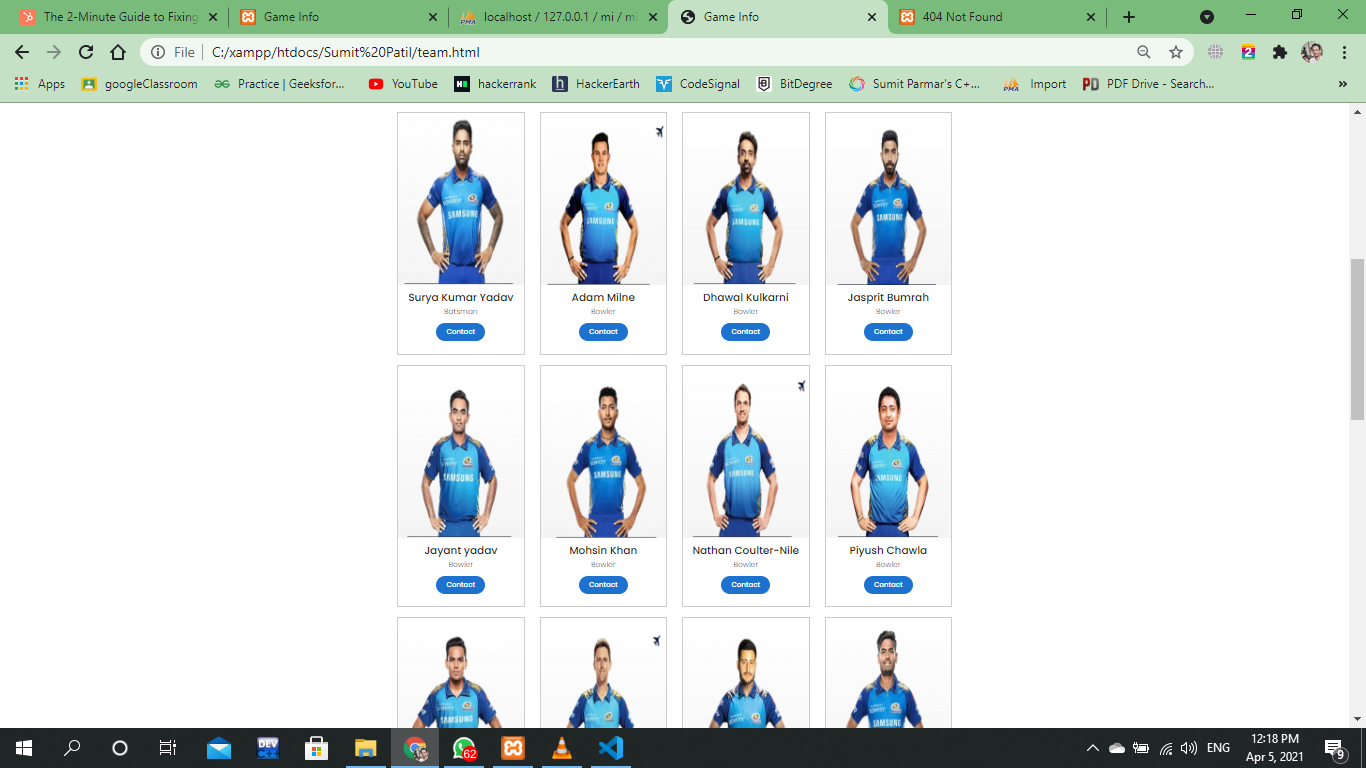 The 2-Minute Guide to Fixing
Game Info
localhost / 127.0.0.1 / mi / mi
Game Info
404 Not Found
File
C:/xampp/htdocs/Sumit%20Patil/team.html
Apps
googleClassroom
Practice | Geeksfor...
YouTube
hackerrank
HackerEarth
CodeSignal
BitDegree
Sumit Parmar's C+...
Import
PDF Drive - Search...
SAMSUNG SAMSUNG SAMSUNG SAMSUNG
Surya Kumar Yadav
Batsman
Contact
Adam Milne
Bowler
Contact
Dhawal Kulkarni
Bowler
Contact
Jasprit Bumrah
Bowler
Contact
SAMSUNG SAMSUNG SAMSUNG SAMSUNG
Jayant yadav
Bowler
Contact
Mohsin Khan
Bowler
Contact
Nathan Coulter-Nile
Bowler
Contact
Piyush Chawla
Bowler
Contact
SAMSUNG SAMSUNG SAMSUNG SAMSUNG
DEV
62
ENG
12:18 PM
Apr 5, 2021
9